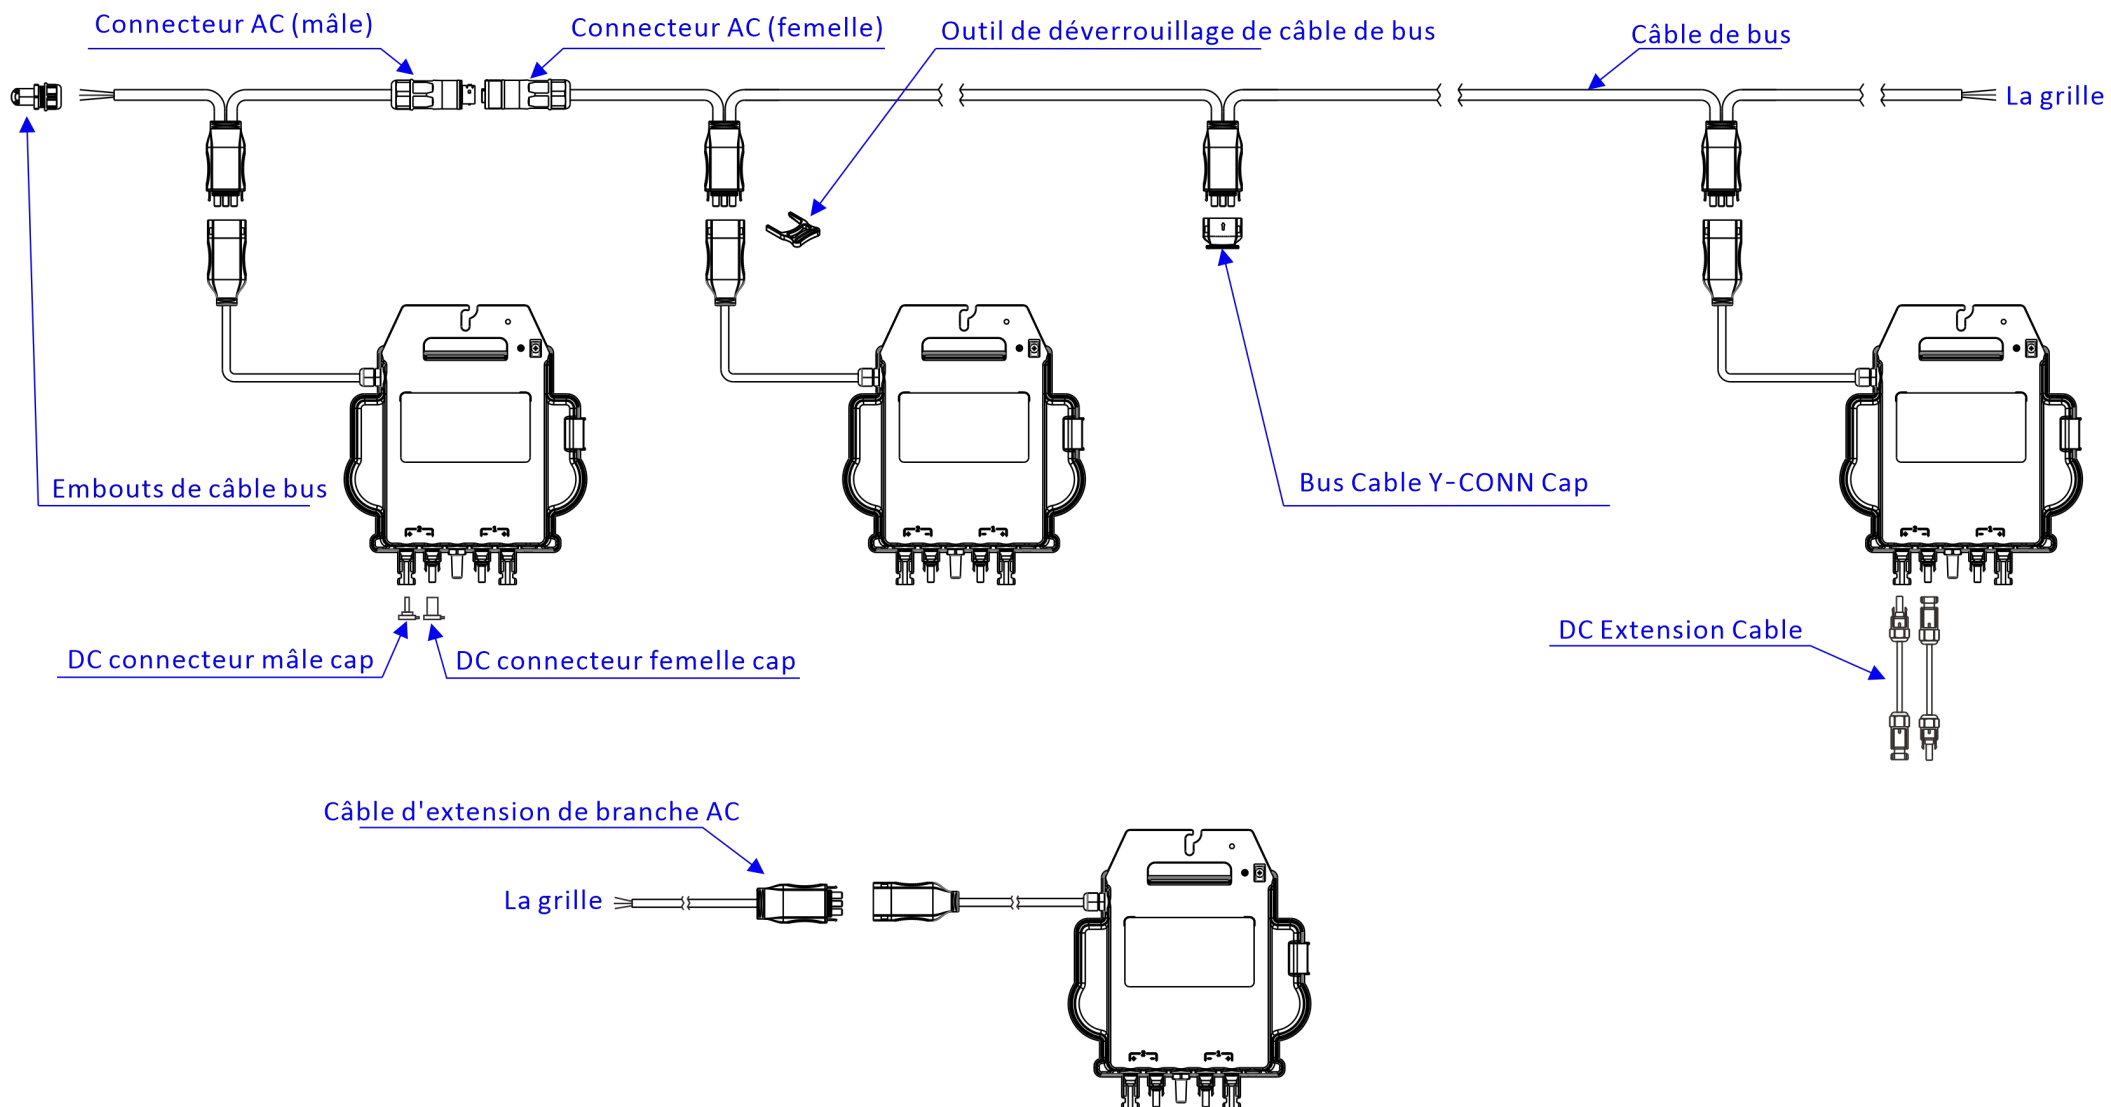 Connecteur AC (mâle)
Connecteur AC (femelle)
Outil de déverrouillage de câble de bus
Câble de bus
La grille
Embouts de câble bus
Bus Cable Y-CONN Cap
DC connecteur mâle cap
DC connecteur femelle cap
DC Extension Cable
Câble d'extension de branche AC
La grille